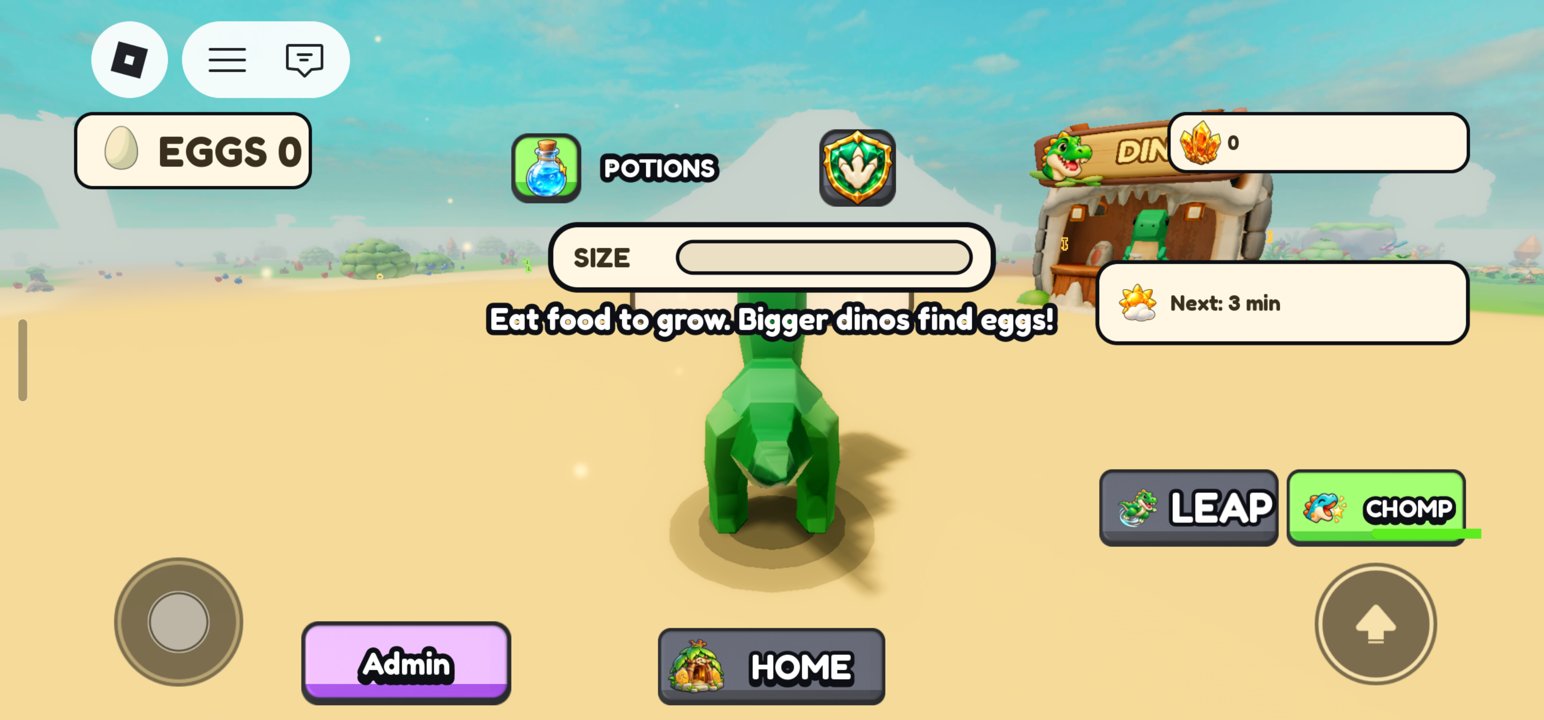 EGGS 0
POTIONS
DIN
0
SIZE
Eat food to grow. Bigger dinos find eggs!
Next: 3 min
LEAP
CHOMP
Admin
HOME